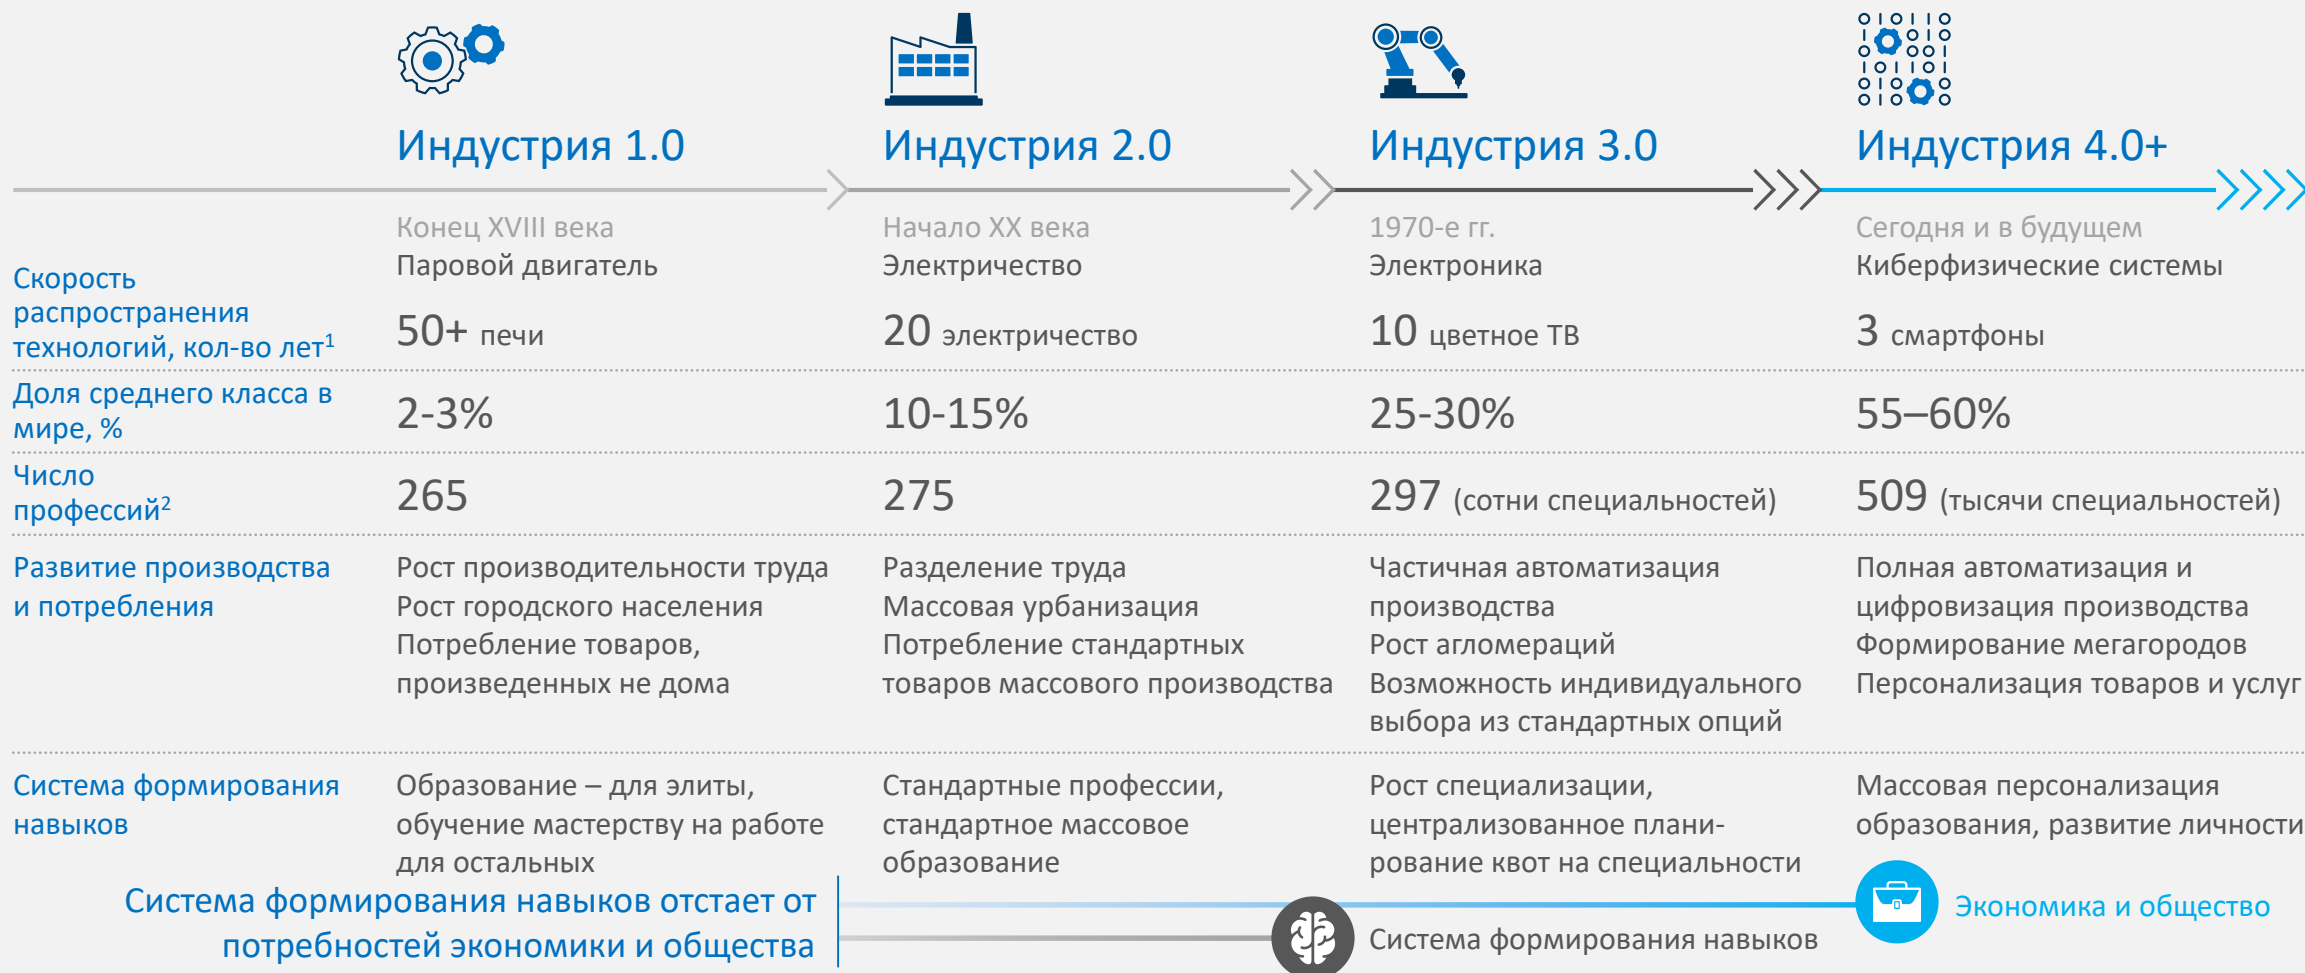 Индустрия 1.0
Индустрия 2.0
Индустрия 3.0
Индустрия 4.0+
Конец XVIII века
Паровой двигатель
Начало XX века
Электричество
1970-е гг.
Электроника
Сегодня и в будущем
Киберфизические системы
Скорость
распространения
технологий, кол-во лет1
50+ печи
20 электричество
10 цветное ТВ
3 смартфоны
Доля среднего класса в
мире, %
2-3%
10-15%
25-30%
55–60%
Число
профессий2
265
275
297 (сотни специальностей)
509 (тысячи специальностей)
Развитие производства
и потребления
Рост производительности труда
Рост городского населения
Потребление товаров,
произведенных не дома
Разделение труда
Массовая урбанизация
Потребление стандартных
товаров массового производства
Частичная автоматизация
производства
Рост агломераций
Возможность индивидуального
выбора из стандартных опций
Полная автоматизация и
цифровизация производства
Формирование мегагородов
Персонализация товаров и услуг
Система формирования
навыков
Образование – для элиты,
обучение мастерству на работе
для остальных
Стандартные профессии,
стандартное массовое
образование
Рост специализации,
централизованное плани-
рование квот на специальности
Массовая персонализация
образования, развитие личности
Система формирования навыков отстает от
потребностей экономики и общества
Экономика и общество
Система формирования навыков